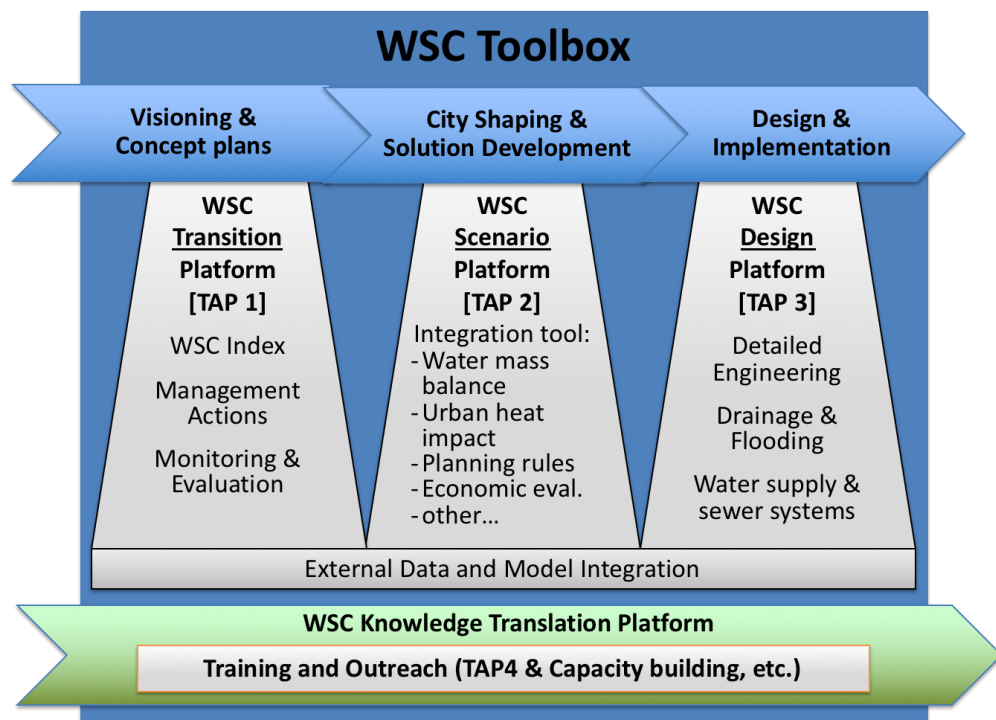 WSC Toolbox
Visioning &
Concept plans
City Shaping &
Solution Development
Design &
Implementation
WSC
Transition
Platform
[TAP 1]
WSC Index
Management
Actions
Monitoring &
Evaluation
WSC
Scenario
Platform
[TAP 2]
Integration tool:
- Water mass
balance
- Urban heat
impact
- Planning rules
- Economic eval.
- other...
WSC
Design
Platform
[TAP 3]
Detailed
Engineering
Drainage &
Flooding
Water supply &
sewer systems
External Data and Model Integration
WSC Knowledge Translation Platform
Training and Outreach (TAP4 & Capacity building, etc.)